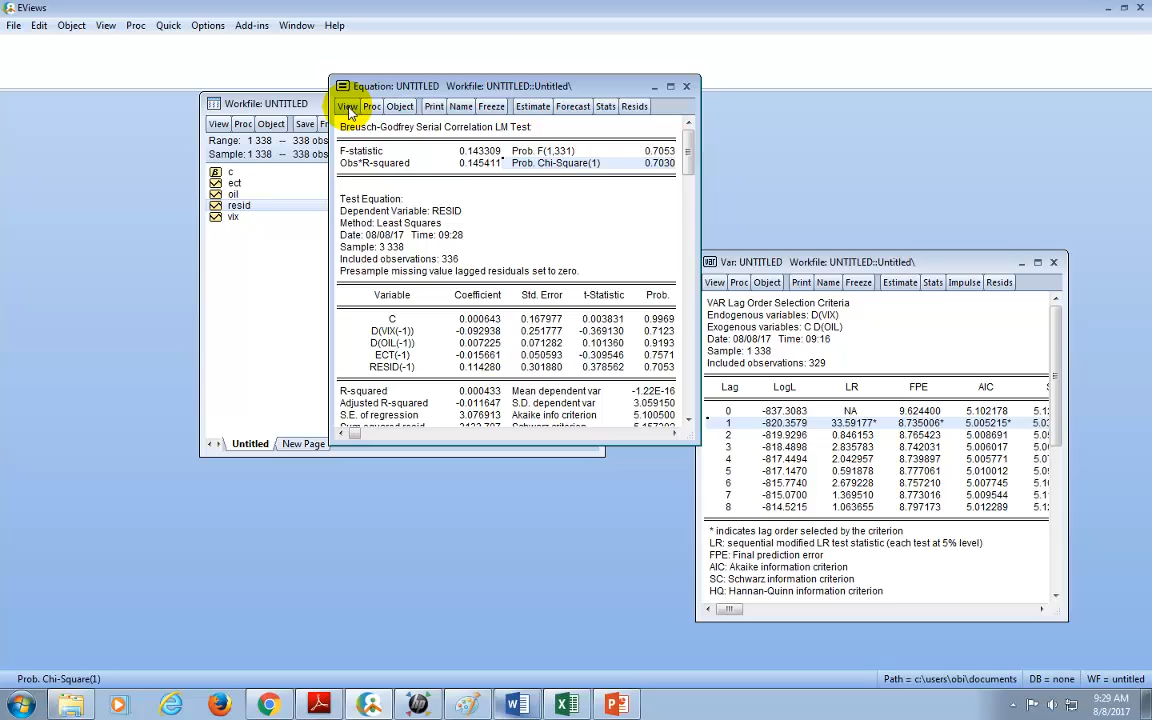 EViews
File Edit Object View Proc Quick Options Add-ins Window Help
Workfile: UNTITLED
View Proc Object Save
Range: 1 338 -- 338 obs
Sample: 1 338 -- 338 obs
c
ect
oil
resid
vix
Untitled New Page
Equation: UNTITLED Workfile: UNTITLED::Untitled\
View Proc Object Print Name Freeze Estimate Forecast Stats Resids
Breusch-Godfrey Serial Correlation LM Test:
F-statistic 0.143309 Prob. F(1,331) 0.7053
Obs*R-squared 0.145411 Prob. Chi-Square(1) 0.7030
Test Equation:
Dependent Variable: RESID
Method: Least Squares
Date: 08/08/17 Time: 09:28
Sample: 3 338
Included observations: 336
Presample missing value lagged residuals set to zero.
Variable Coefficient Std. Error t-Statistic Prob.
C 0.000643 0.167977 0.003831 0.9969
D(VIX(-1)) -0.092938 0.251777 -0.369130 0.7123
D(OIL(-1)) 0.007225 0.071282 0.101360 0.9193
ECT(-1) -0.015661 0.050593 -0.309546 0.7571
RESID(-1) 0.114280 0.301880 0.378562 0.7053
R-squared 0.000433 Mean dependent var -1.22E-16
Adjusted R-squared -0.011647 S.D. dependent var 3.059150
S.E. of regression 3.076913 Akaike info criterion 5.100500
Var: UNTITLED Workfile: UNTITLED::Untitled\
View Proc Object Print Name Freeze Estimate Stats Impulse Resids
VAR Lag Order Selection Criteria
Endogenous variables: D(VIX)
Exogenous variables: C D(OIL)
Date: 08/08/17 Time: 09:16
Sample: 1 338
Included observations: 329
Lag LogL LR FPE AIC
0 -837.3083 NA 9.624400 5.102178
1 -820.3579 33.59177* 8.735006* 5.005215*
2 -819.9296 0.846153 8.765423 5.008691
3 -818.4898 2.835783 8.742031 5.006017
4 -817.4494 2.042957 8.739897 5.005771
5 -817.1470 0.591878 8.777061 5.010012
6 -815.7740 2.679228 8.757210 5.007745
7 -815.0700 1.369510 8.773016 5.009544
8 -814.5215 1.063655 8.797173 5.012289
* indicates lag order selected by the criterion
LR: sequential modified LR test statistic (each test at 5% level)
FPE: Final prediction error
AIC: Akaike information criterion
SC: Schwarz information criterion
HQ: Hannan-Quinn information criterion
Prob. Chi-Square(1) Path = c:\users\obi\documents DB = none WF = untitled
9:29 AM
8/8/2017